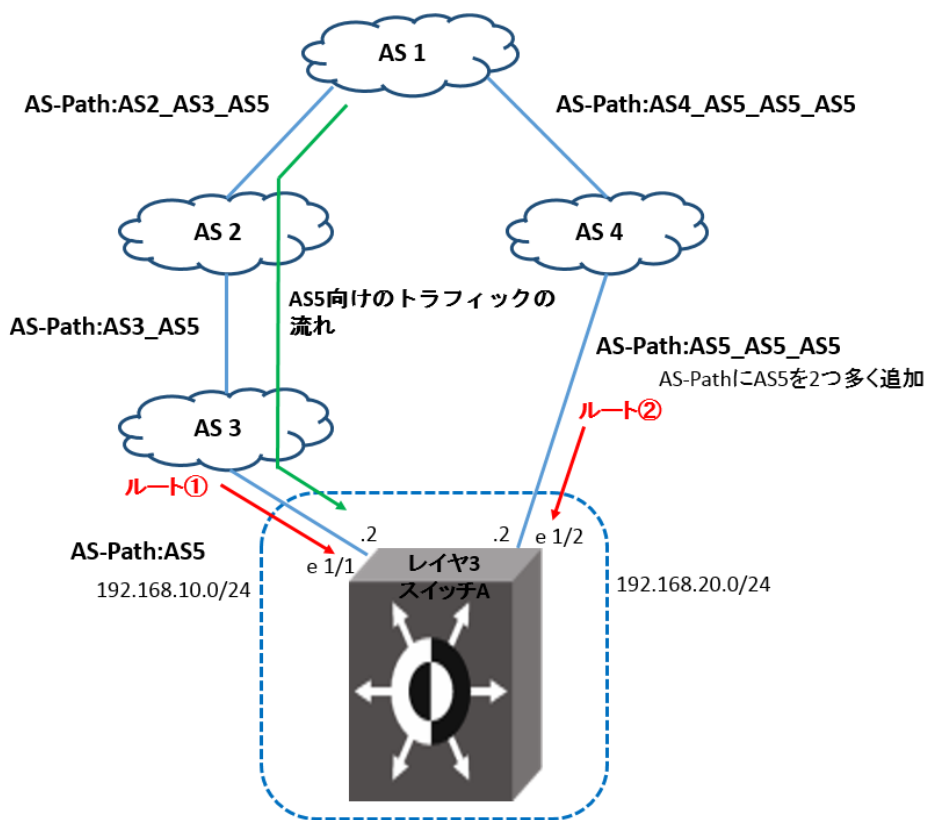 AS 1
AS-Path:AS2_AS3_AS5
AS-Path:AS4_AS5_AS5_AS5
AS 2
AS 4
AS5向けのトラフィックの
流れ
AS-Path:AS3_AS5
AS-Path:AS5_AS5_AS5
AS-PathにAS5を2つ多く追加
AS 3
ルート②
ルート①
.2
.2
e 1/2
AS-Path:AS5
e 1/1
レイヤ3
スイッチA
192.168.10.0/24
192.168.20.0/24